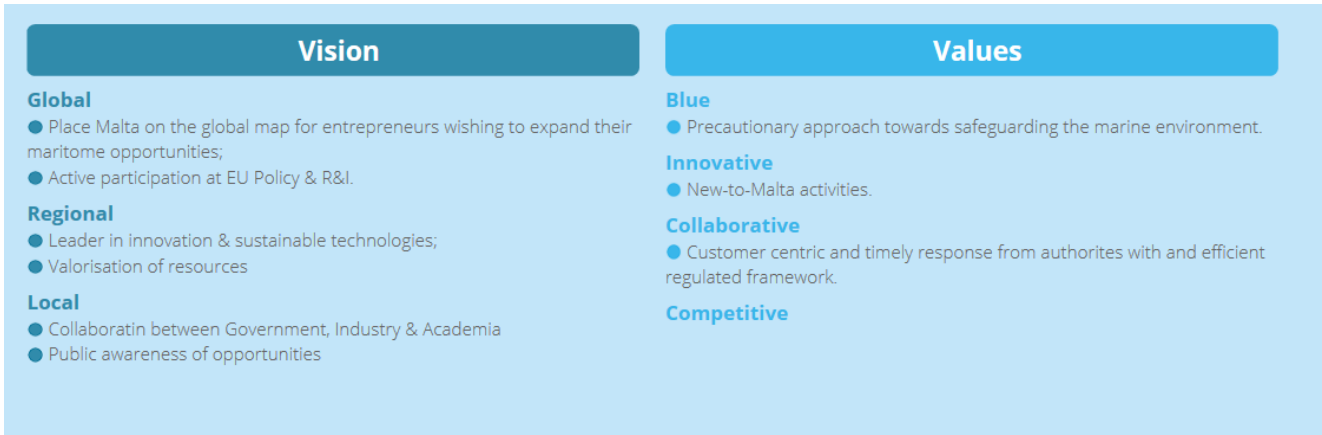 Vision
Global
● Place Malta on the global map for entrepreneurs wishing to expand their
maritome opportunities;
● Active participation at EU Policy & R&I.
Regional
● Leader in innovation & sustainable technologies;
● Valorisation of resources
Local
● Collaboratin between Government, Industry & Academia
● Public awareness of opportunities
Values
Blue
● Precautionary approach towards safeguarding the marine environment.
Innovative
● New-to-Malta activities.
Collaborative
● Customer centric and timely response from authorites with and efficient
regulated framework.
Competitive